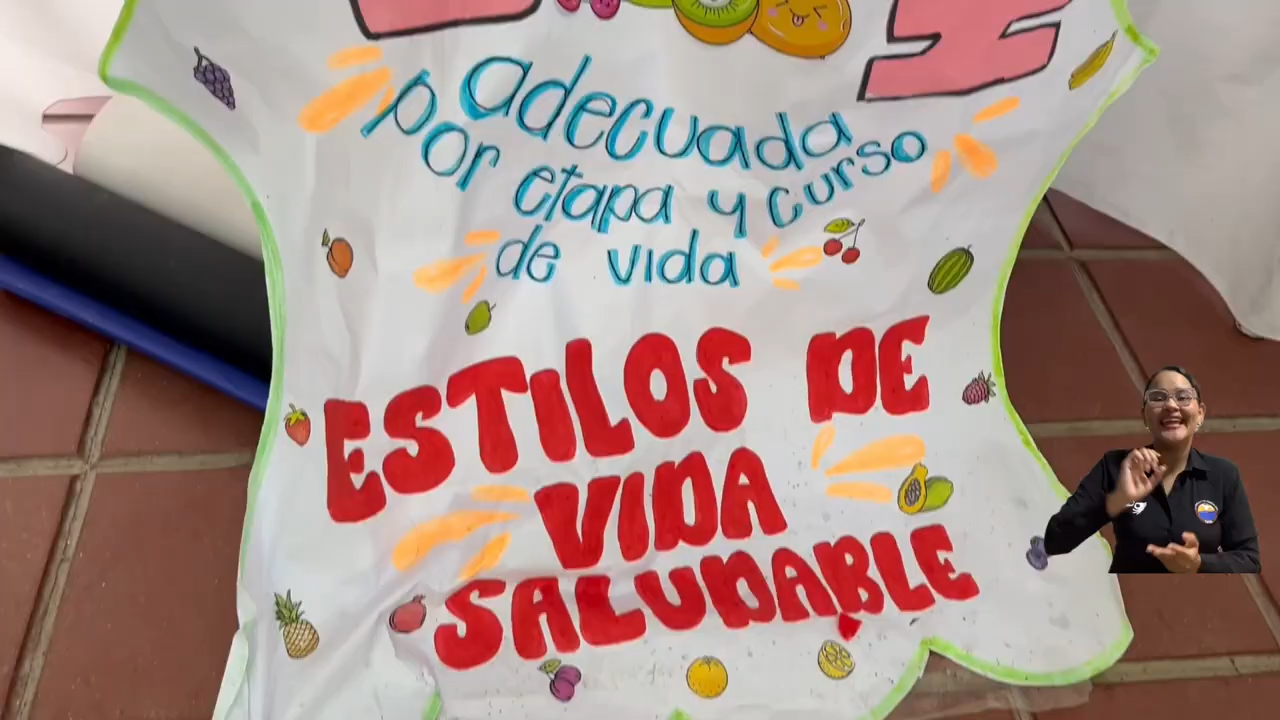 adecuada
por etapa y curso
de vida
ESTILOS DE
VIDA
SALUDABLE